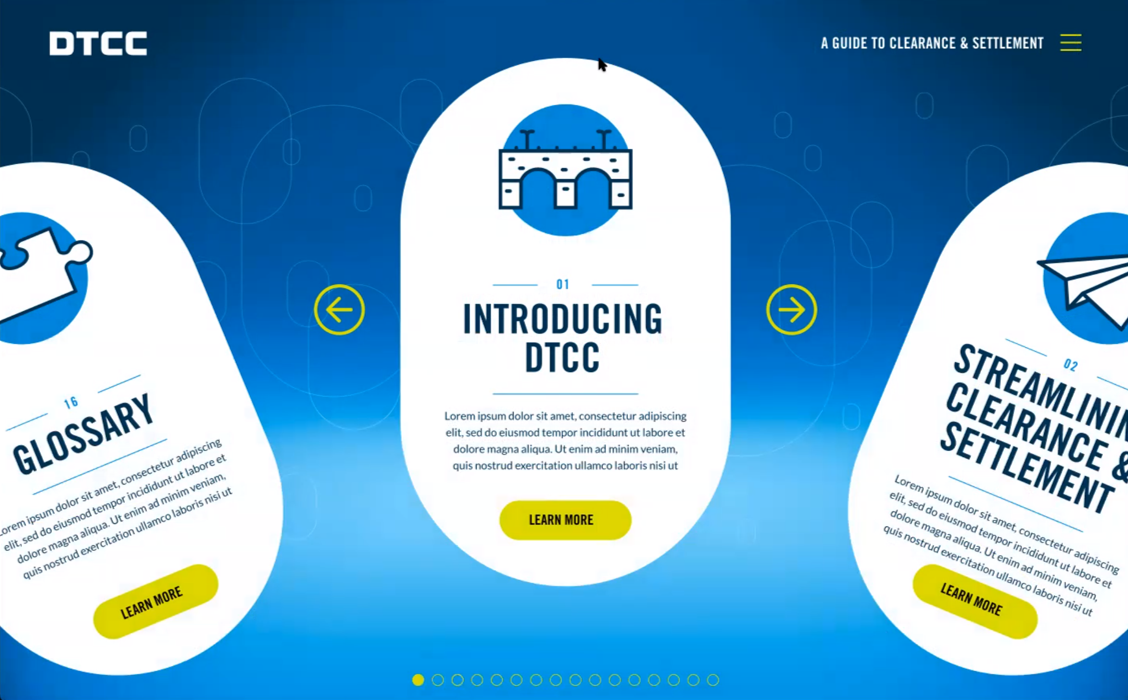 DTCC
A GUIDE TO CLEARANCE & SETTLEMENT
16
GLOSSARY
Lorem ipsum dolor sit amet, consectetur adipiscing
elit, sed do eiusmod tempor incididunt ut labore et
dolore magna aliqua. Ut enim ad minim veniam,
quis nostrud exercitation ullamco laboris nisi ut
LEARN MORE
01
INTRODUCING
DTCC
Lorem ipsum dolor sit amet, consectetur adipiscing
elit, sed do eiusmod tempor incididunt ut labore et
dolore magna aliqua. Ut enim ad minim veniam,
quis nostrud exercitation ullamco laboris nisi ut
LEARN MORE
02
STREAMLININ
CLEARANCE &
SETTLEMENT
Lorem ipsum dolor sit amet, consectetur adipiscing
elit, sed do eiusmod tempor incididunt ut labore et
dolore magna aliqua. Ut enim ad minim veniam,
quis nostrud exercitation ullamco laboris nisi ut
LEARN MORE